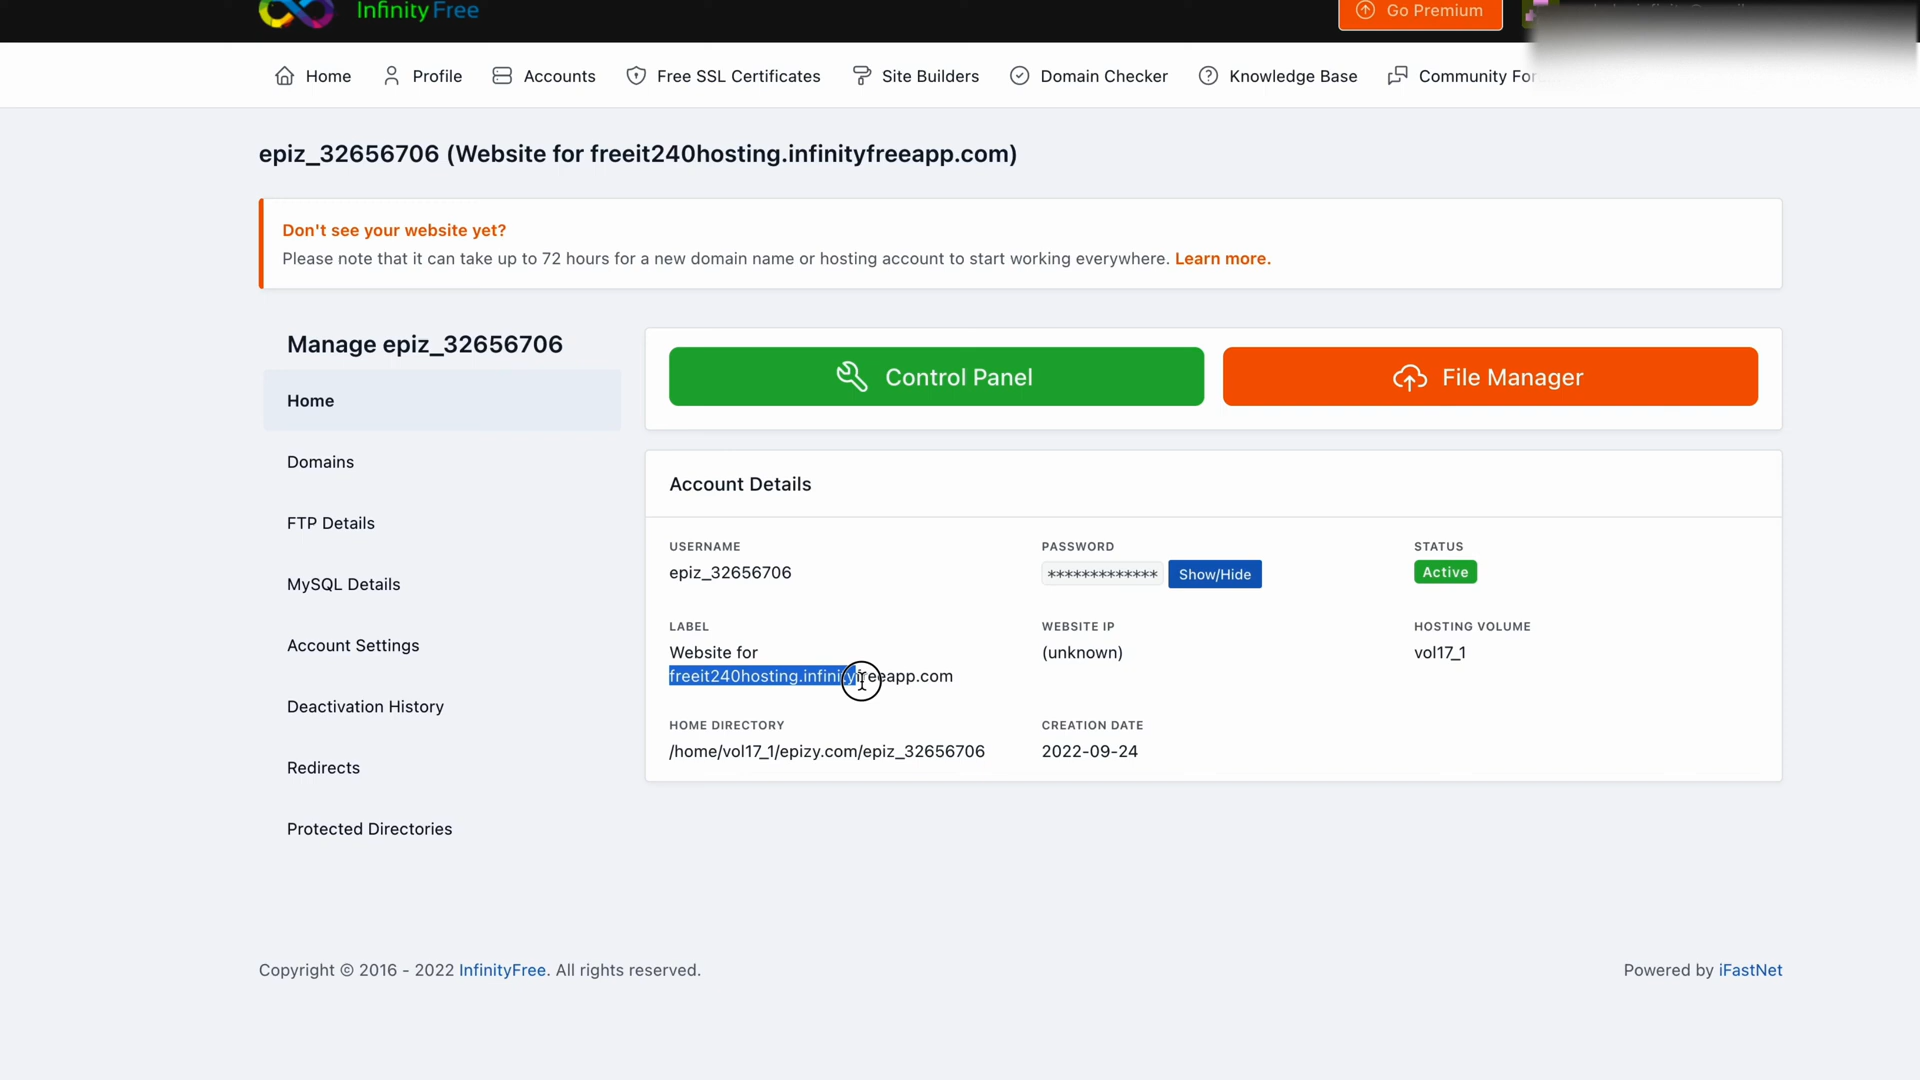 InfinityFree
Go Premium
Home Profile Accounts Free SSL Certificates Site Builders Domain Checker Knowledge Base Community
epiz_32656706 (Website for freeit240hosting.infinityfreeapp.com)
Don't see your website yet?
Please note that it can take up to 72 hours for a new domain name or hosting account to start working everywhere. Learn more.
Manage epiz_32656706
Home
Domains
FTP Details
MySQL Details
Account Settings
Deactivation History
Redirects
Protected Directories
Control Panel
File Manager
Account Details
USERNAME
epiz_32656706
PASSWORD
************* Show/Hide
STATUS
Active
LABEL
Website for
freeit240hosting.infinityfreeapp.com
WEBSITE IP
(unknown)
HOSTING VOLUME
vol17_1
HOME DIRECTORY
/home/vol17_1/epizy.com/epiz_32656706
CREATION DATE
2022-09-24
Copyright © 2016 - 2022 InfinityFree. All rights reserved.
Powered by iFastNet